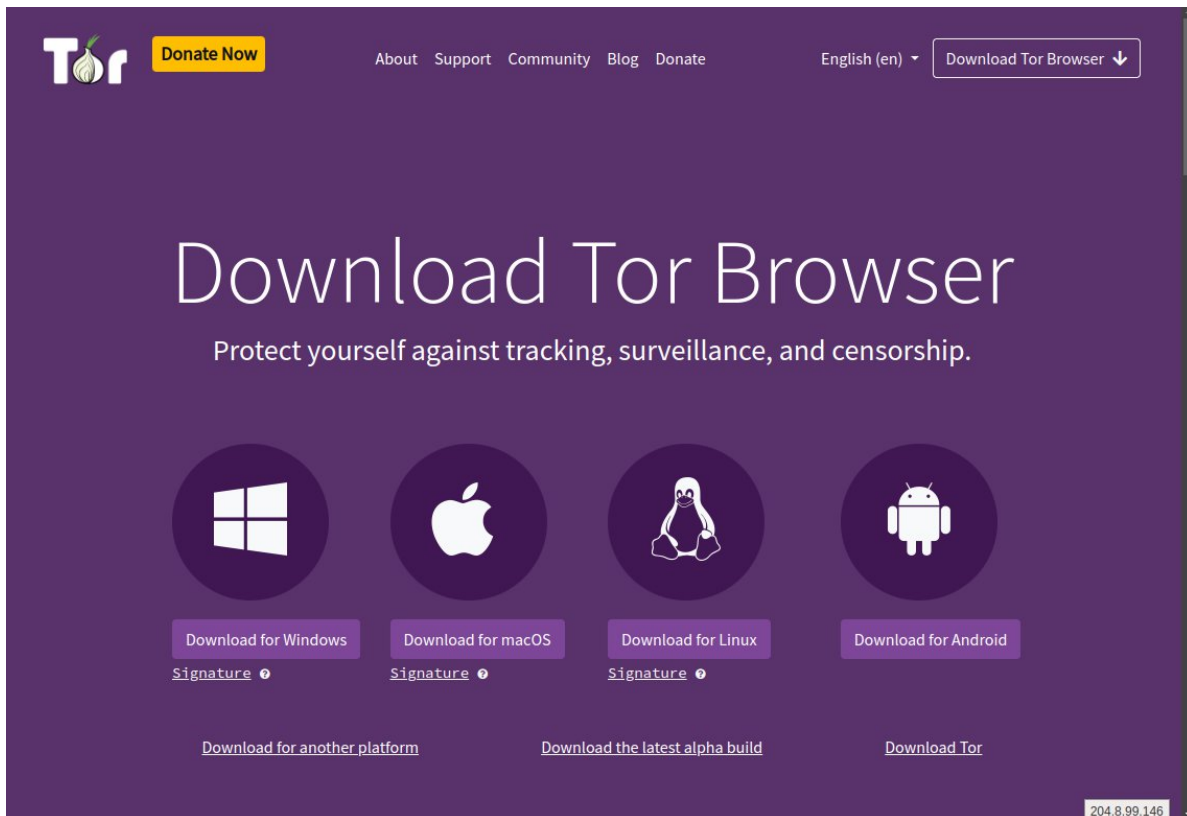 Tor
Donate Now
About Support Community Blog Donate
English (en)
Download Tor Browser
Download Tor Browser
Protect yourself against tracking, surveillance, and censorship.
Download for Windows
Download for macOS
Download for Linux
Download for Android
Signature
Signature
Signature
Download for another platform
Download the latest alpha build
Download Tor
204.8.99.146